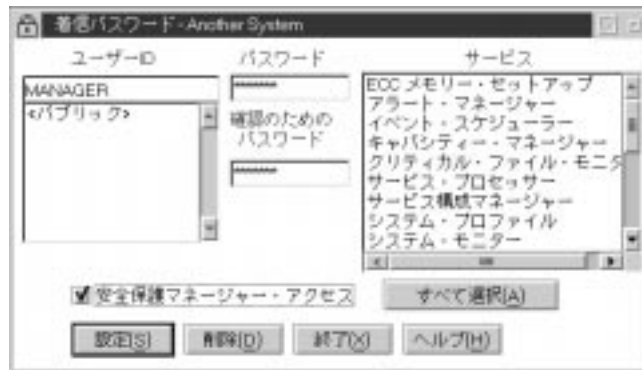 着信パスワード - Another System
ユーザーID
パスワード
サービス
MANAGER
<パブリック>
********
確認のための
パスワード
********
ECC メモリー・セットアップ
アラート・マネージャー
イベント・スケジューラー
キャパシティー・マネージャー
クリティカル・ファイル・モニタ
サービス・プロセッサー
サービス構成マネージャー
システム・プロファイル
システム・モニター
安全保護マネージャー・アクセス
すべて選択(A)
設定(S)
削除(D)
終了(X)
ヘルプ(H)